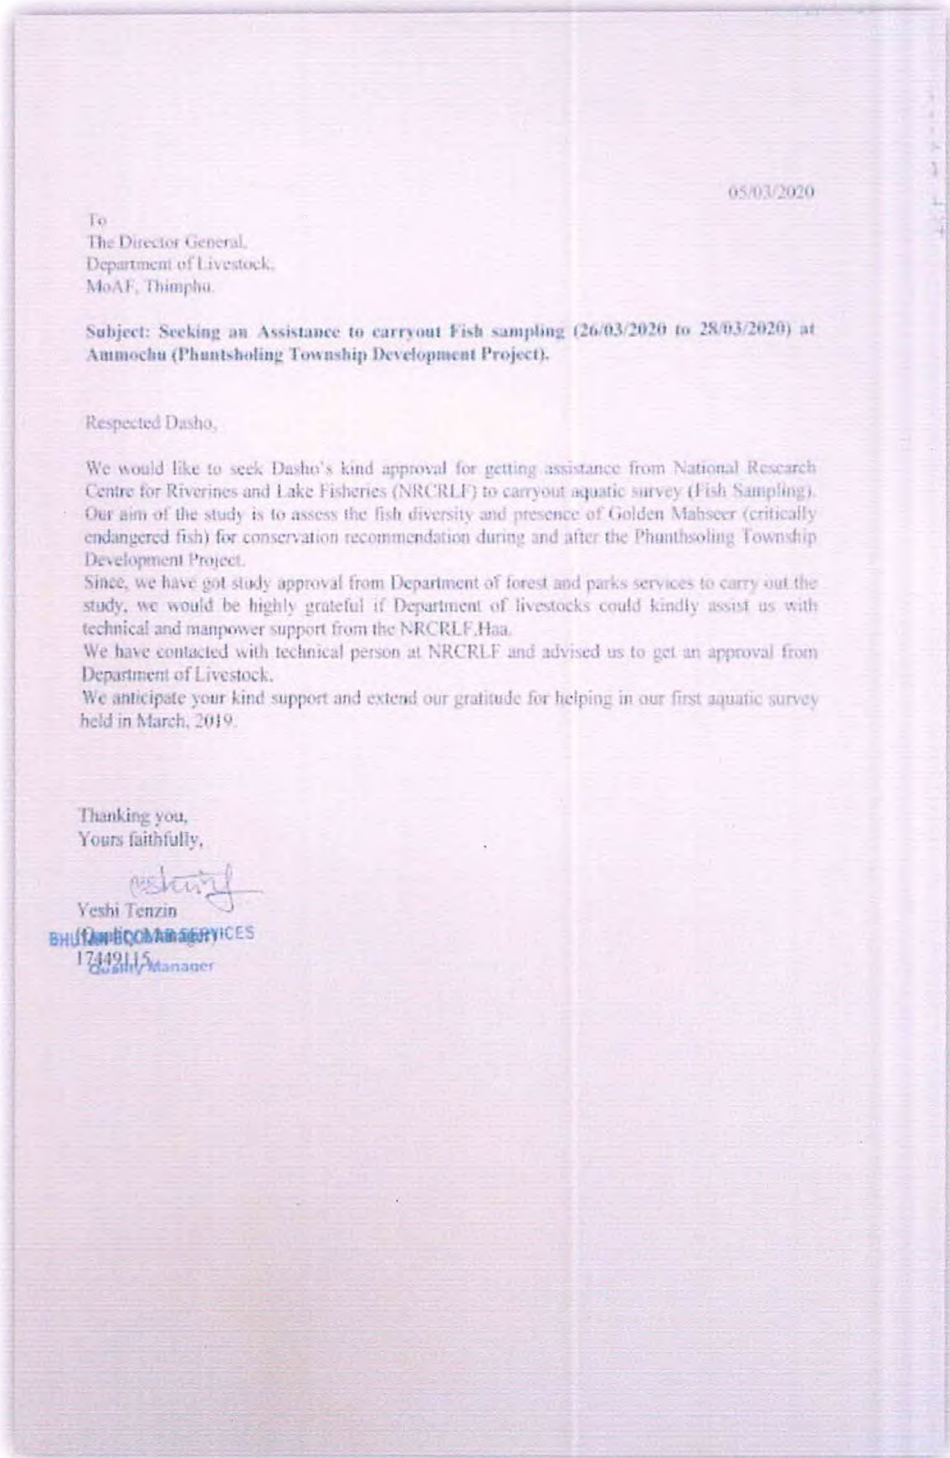 05/03/2020
To
The Director General,
Department of Livestock,
MoAF, Thimphu.
Subject: Seeking an Assistance to carryout Fish sampling (26/03/2020 to 28/03/2020) at
Ammochu (Phuntsholing Township Development Project).
Respected Dasho,
We would like to seek Dasho's kind approval for getting assistance from National Research
Centre for Riverines and Lake Fisheries (NRCRLF) to carryout aquatic survey (Fish Sampling).
Our aim of the study is to assess the fish diversity and presence of Golden Mahseer (critically
endangered fish) for conservation recommendation during and after the Phunthsoling Township
Development Project.
Since, we have got study approval from Department of forest and parks services to carry out the
study, we would be highly grateful if Department of livestocks could kindly assist us with
technical and manpower support from the NRCRLF,Haa.
We have contacted with technical person at NRCRLF and advised us to get an approval from
Department of Livestock.
We anticipate your kind support and extend our gratitude for helping in our first aquatic survey
held in March, 2019.
Thanking you,
Yours faithfully,
Yeshi Tenzin
SERVICES
17449115
Quality Manager